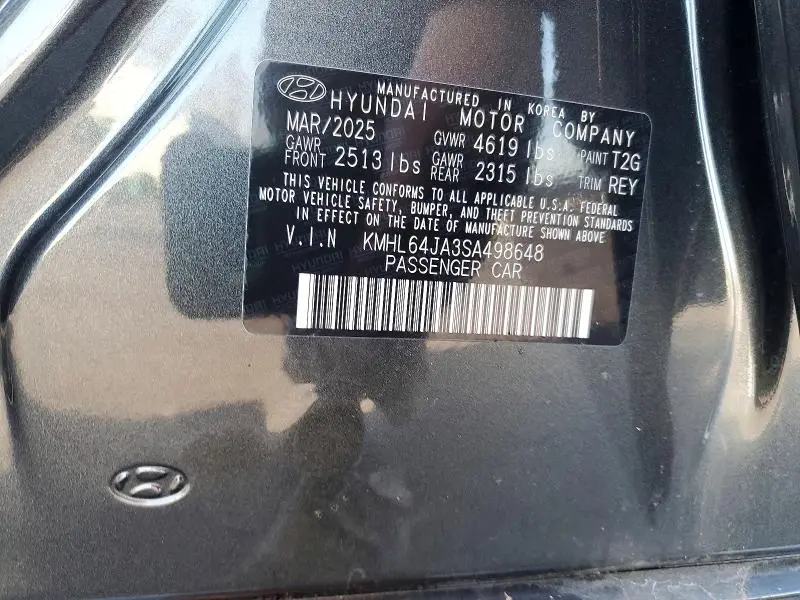 MANUFACTURED IN KOREA BY
HYUNDAI MOTOR COMPANY
MAR/2025 GVWR 4619 lbs PAINT T2G
GAWR FRONT 2513 lbs GAWR REAR 2315 lbs TRIM REY
THIS VEHICLE CONFORMS TO ALL APPLICABLE U.S.A. FEDERAL
MOTOR VEHICLE SAFETY, BUMPER, AND THEFT PREVENTION STANDARDS
IN EFFECT ON THE DATE OF MANUFACTURE SHOWN ABOVE
V.I.N KMHL64JA3SA498648
PASSENGER CAR